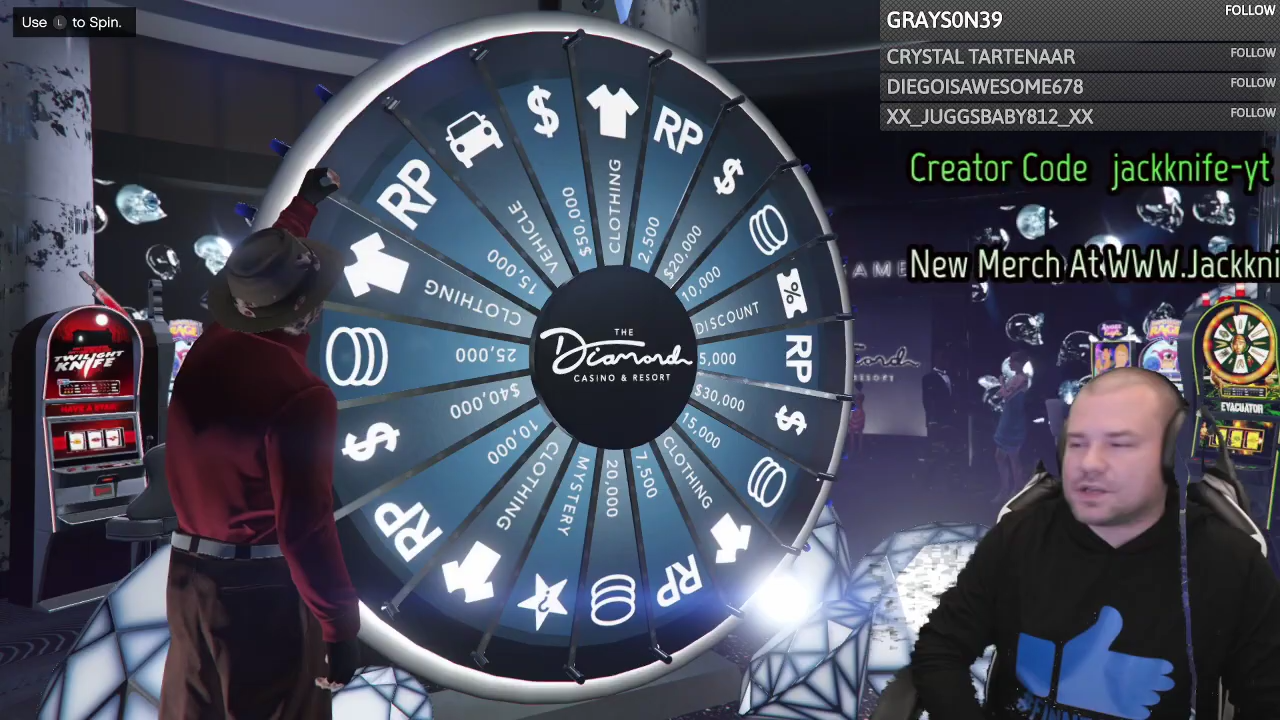 Use L to Spin.
GRAYS0N39 FOLLOW
CRYSTAL TARTENAAR FOLLOW
DIEGOISAWESOME678 FOLLOW
XX_JUGGSBABY812_XX FOLLOW
Creator Code jackknife-yt
New Merch At WWW.Jackkni
$50,000
CLOTHING
RP 2,500
$20,000
10,000
DISCOUNT
RP 5,000
$30,000
15,000
CLOTHING
RP 7,500
20,000
MYSTERY
CLOTHING
RP 10,000
$40,000
25,000
CLOTHING
RP 15,000
VEHICLE
THE
Diamond
CASINO & RESORT
TWILIGHT
KNIFE
EVACUATOR